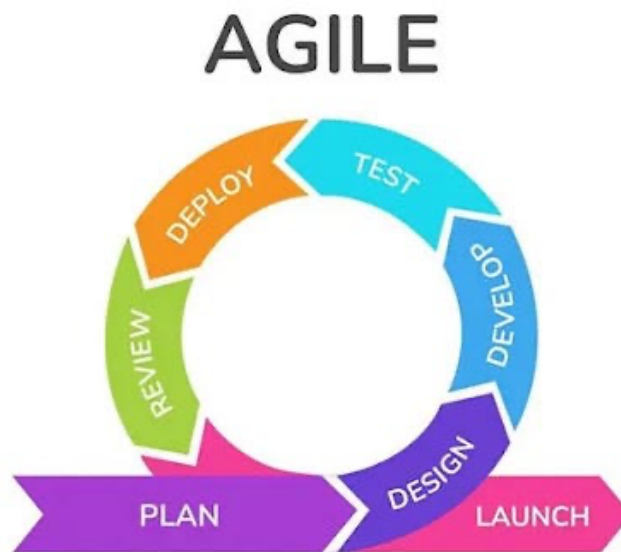 AGILE
PLAN
DESIGN
DEVELOP
TEST
DEPLOY
REVIEW
LAUNCH